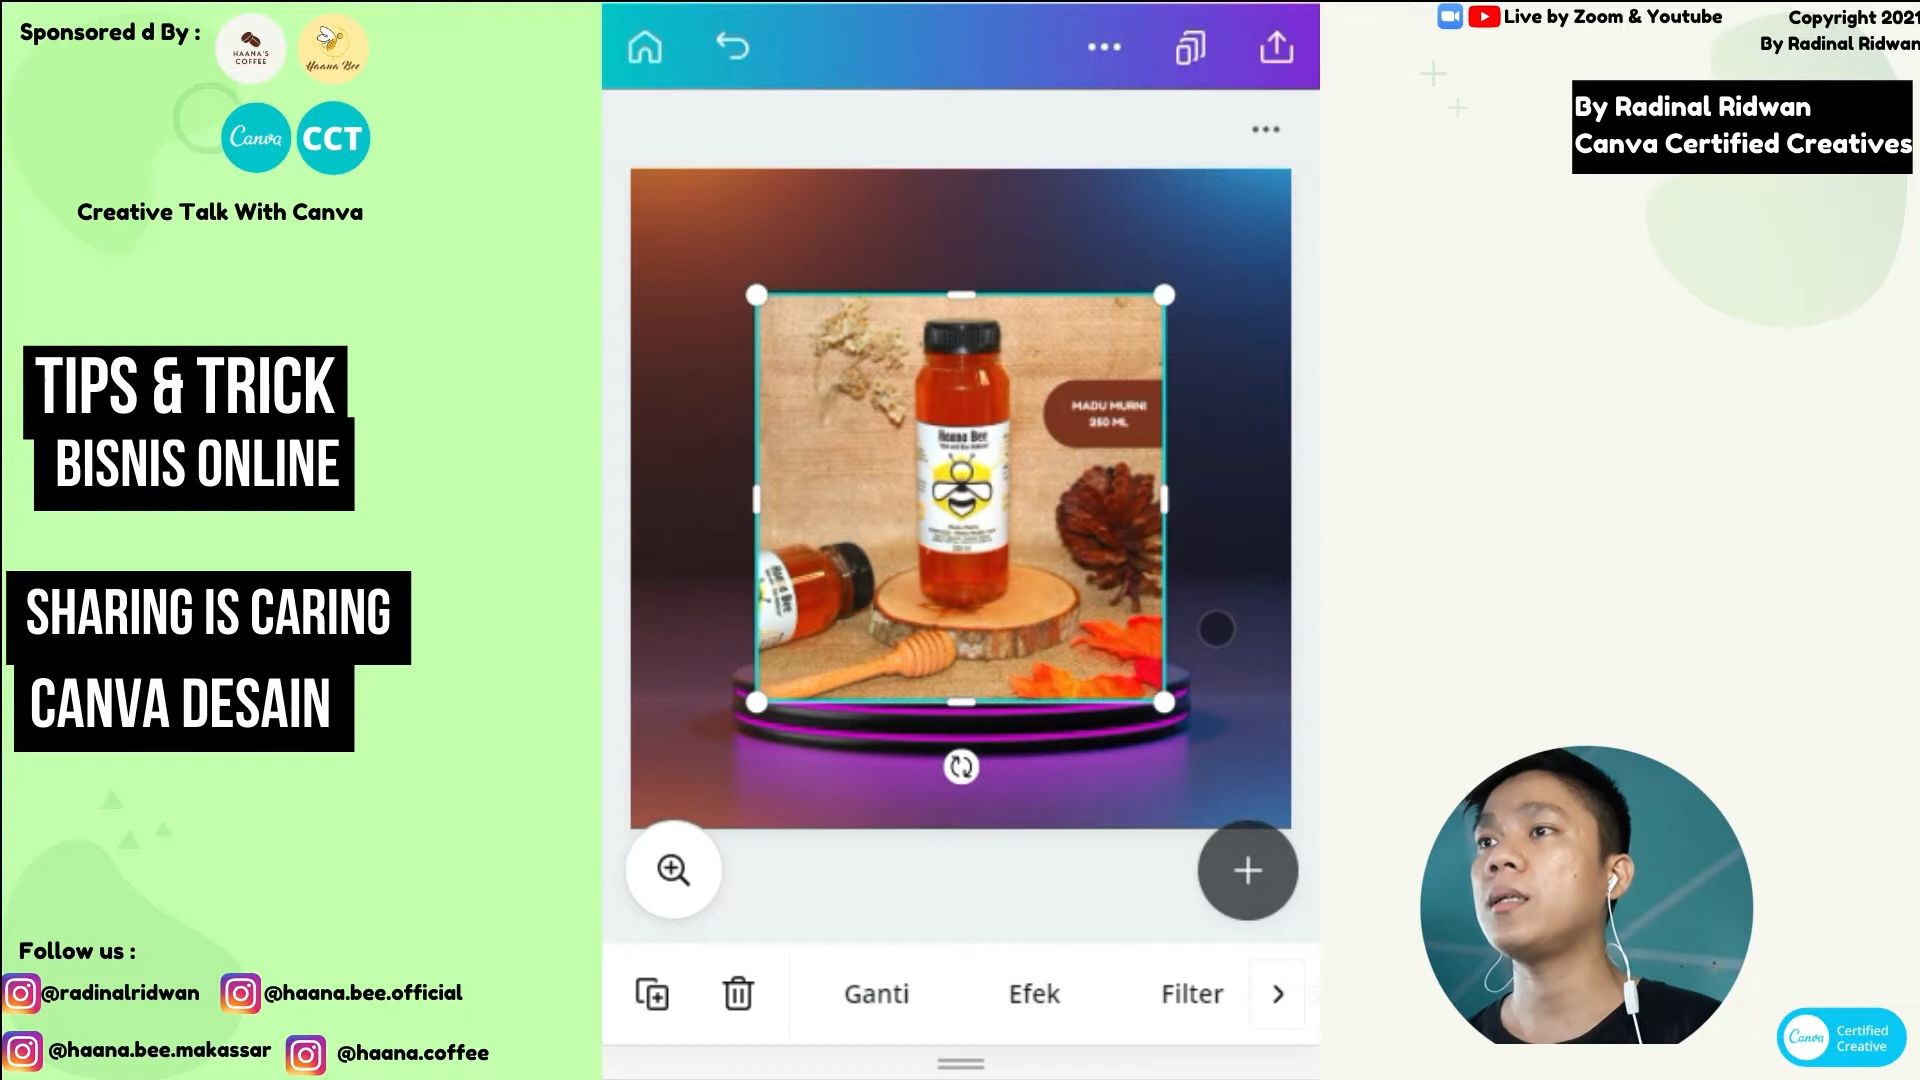 Sponsored d By :
HAANA'S
COFFEE
Haana Bee
Canva
CCT
Creative Talk With Canva
TIPS & TRICK
BISNIS ONLINE
SHARING IS CARING
CANVA DESAIN
Follow us :
@radinalridwan
@haana.bee.official
@haana.bee.makassar
@haana.coffee
MADU MURNI
250 ML
Haana Bee
Ganti
Efek
Filter
Live by Zoom & Youtube
Copyright 2021
By Radinal Ridwan
By Radinal Ridwan
Canva Certified Creatives
Canva
Certified
Creative